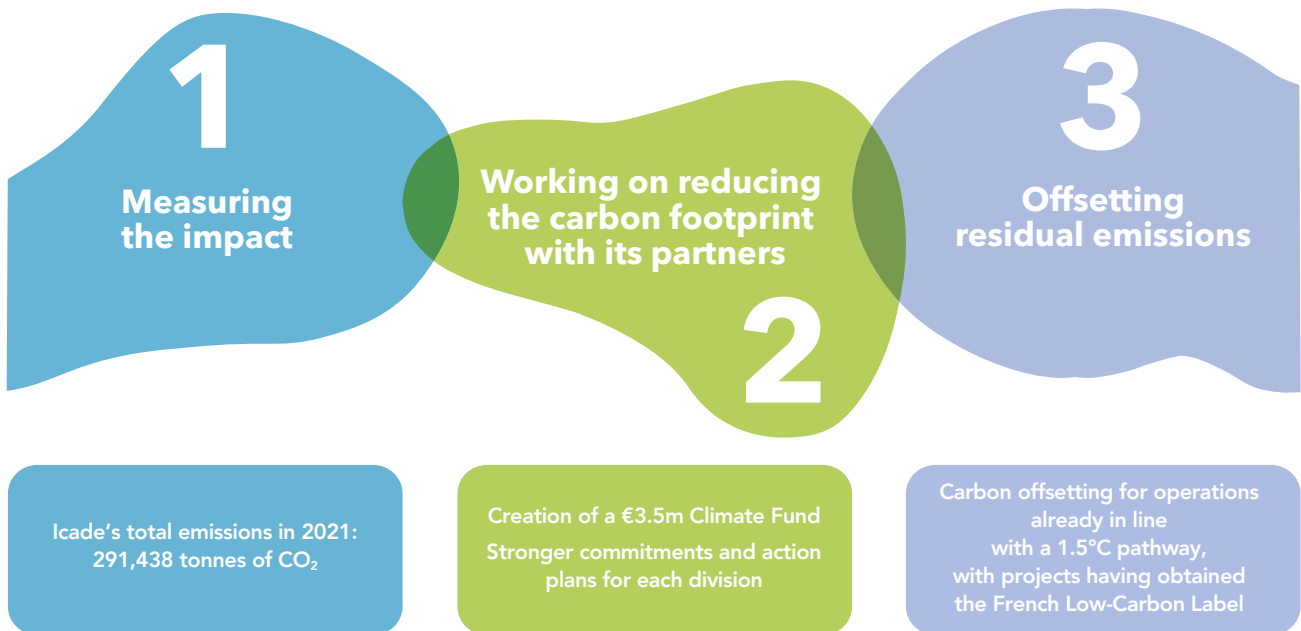 1
Measuring
the impact
Icade's total emissions in 2021:
291,438 tonnes of CO₂
Working on reducing
the carbon footprint
with its partners
2
Creation of a €3.5m Climate Fund
Stronger commitments and action
plans for each division
3
Offsetting
residual emissions
Carbon offsetting for operations
already in line
with a 1.5°C pathway,
with projects having obtained
the French Low-Carbon Label